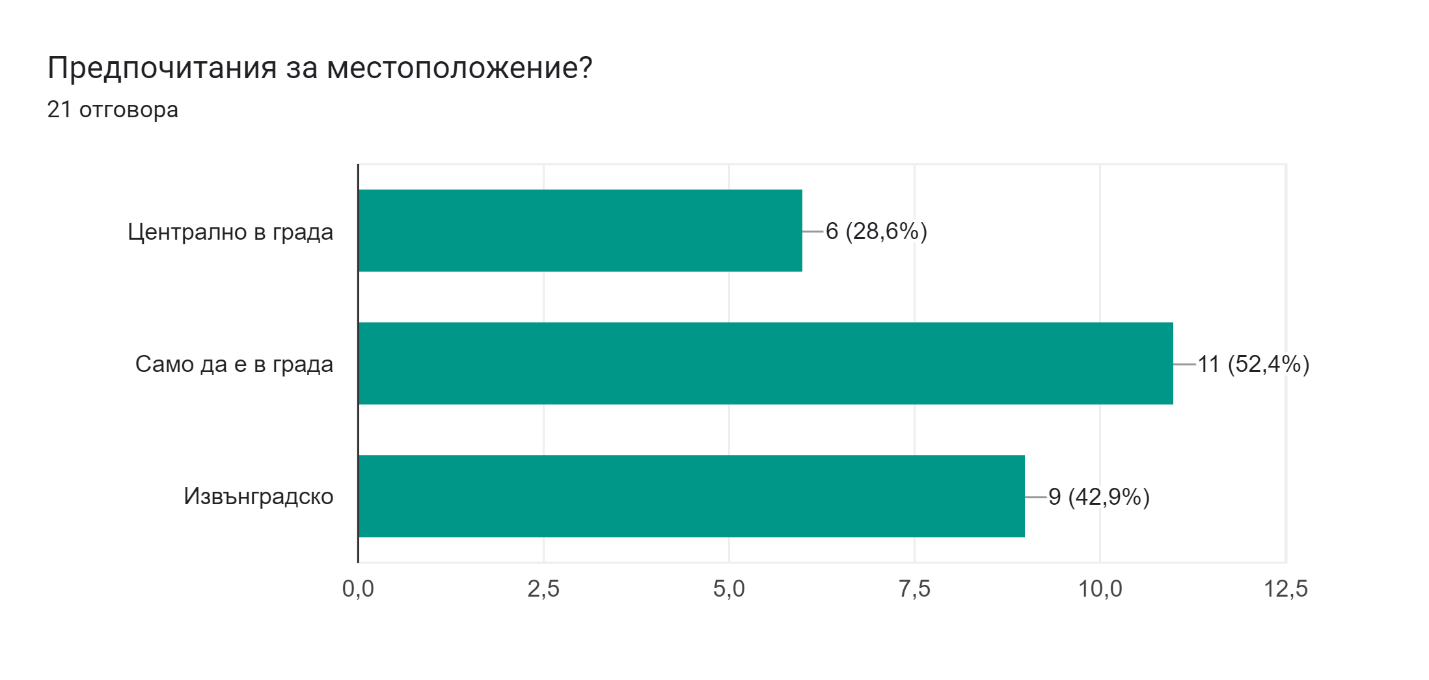 Предпочитания за местоположение?
21 отговора
Централно в града
6 (28,6%)
Само да е в града
11 (52,4%)
Извънградско
9 (42,9%)
0,0 2,5 5,0 7,5 10,0 12,5